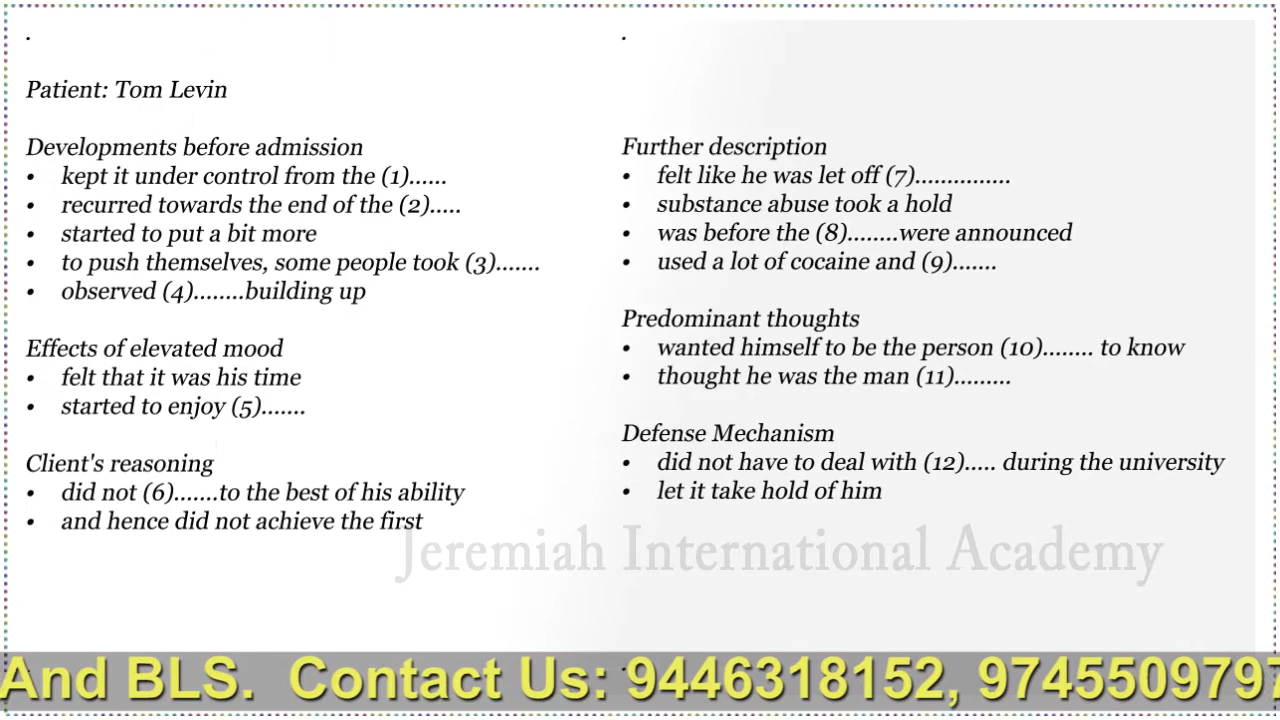 Patient: Tom Levin
Developments before admission
• kept it under control from the (1)......
• recurred towards the end of the (2).....
• started to put a bit more
• to push themselves, some people took (3).......
• observed (4)........building up
Effects of elevated mood
• felt that it was his time
• started to enjoy (5).......
Client's reasoning
• did not (6).......to the best of his ability
• and hence did not achieve the first
Further description
• felt like he was let off (7)...............
• substance abuse took a hold
• was before the (8)........were announced
• used a lot of cocaine and (9).......
Predominant thoughts
• wanted himself to be the person (10)........ to know
• thought he was the man (11).........
Defense Mechanism
• did not have to deal with (12)..... during the university
• let it take hold of him
Jeremiah International Academy
And BLS. Contact Us: 9446318152, 9745509797